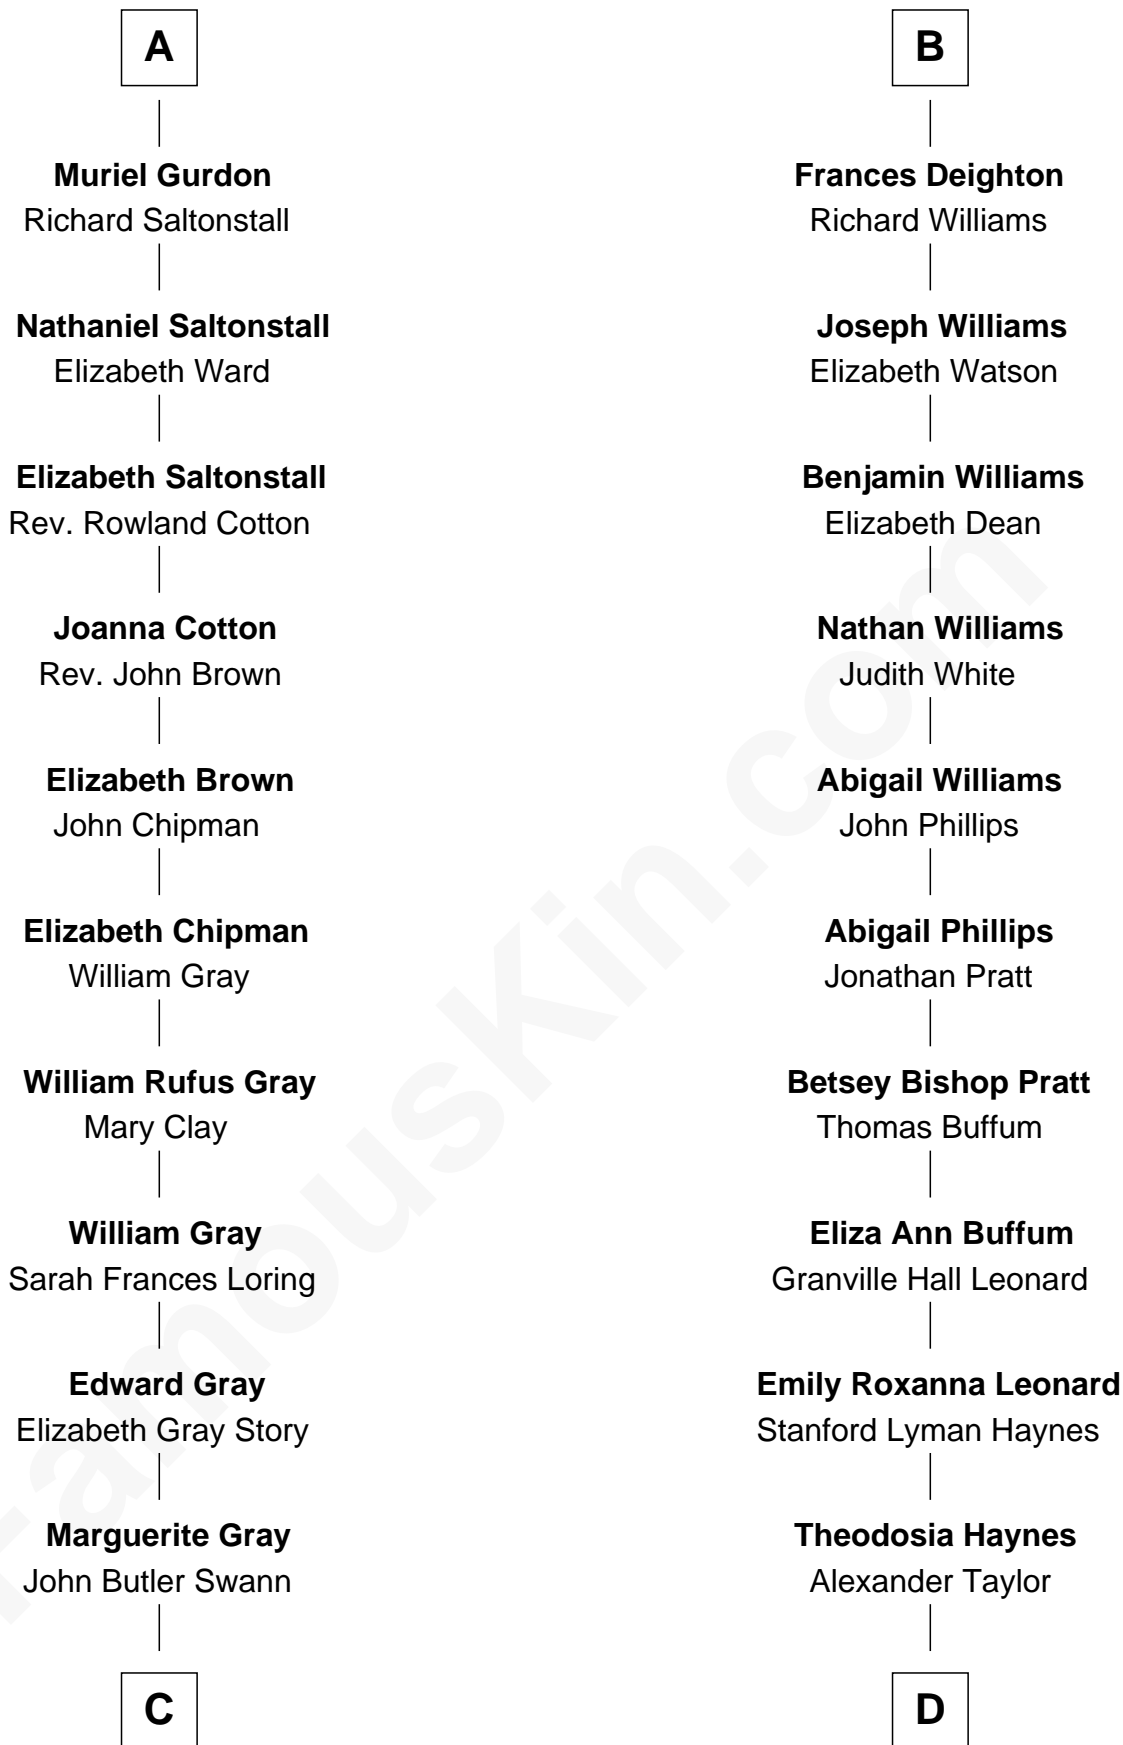 A
Muriel Gurdon
Richard Saltonstall
Nathaniel Saltonstall
Elizabeth Ward
Elizabeth Saltonstall
Rev. Rowland Cotton
Joanna Cotton
Rev. John Brown
Elizabeth Brown
John Chipman
Elizabeth Chipman
William Gray
William Rufus Gray
Mary Clay
William Gray
Sarah Frances Loring
Edward Gray
Elizabeth Gray Story
Marguerite Gray
John Butler Swann
C
B
Frances Deighton
Richard Williams
Joseph Williams
Elizabeth Watson
Benjamin Williams
Elizabeth Dean
Nathan Williams
Judith White
Abigail Williams
John Phillips
Abigail Phillips
Jonathan Pratt
Betsey Bishop Pratt
Thomas Buffum
Eliza Ann Buffum
Granville Hall Leonard
Emily Roxanna Leonard
Stanford Lyman Haynes
Theodosia Haynes
Alexander Taylor
D
FamousKin.com